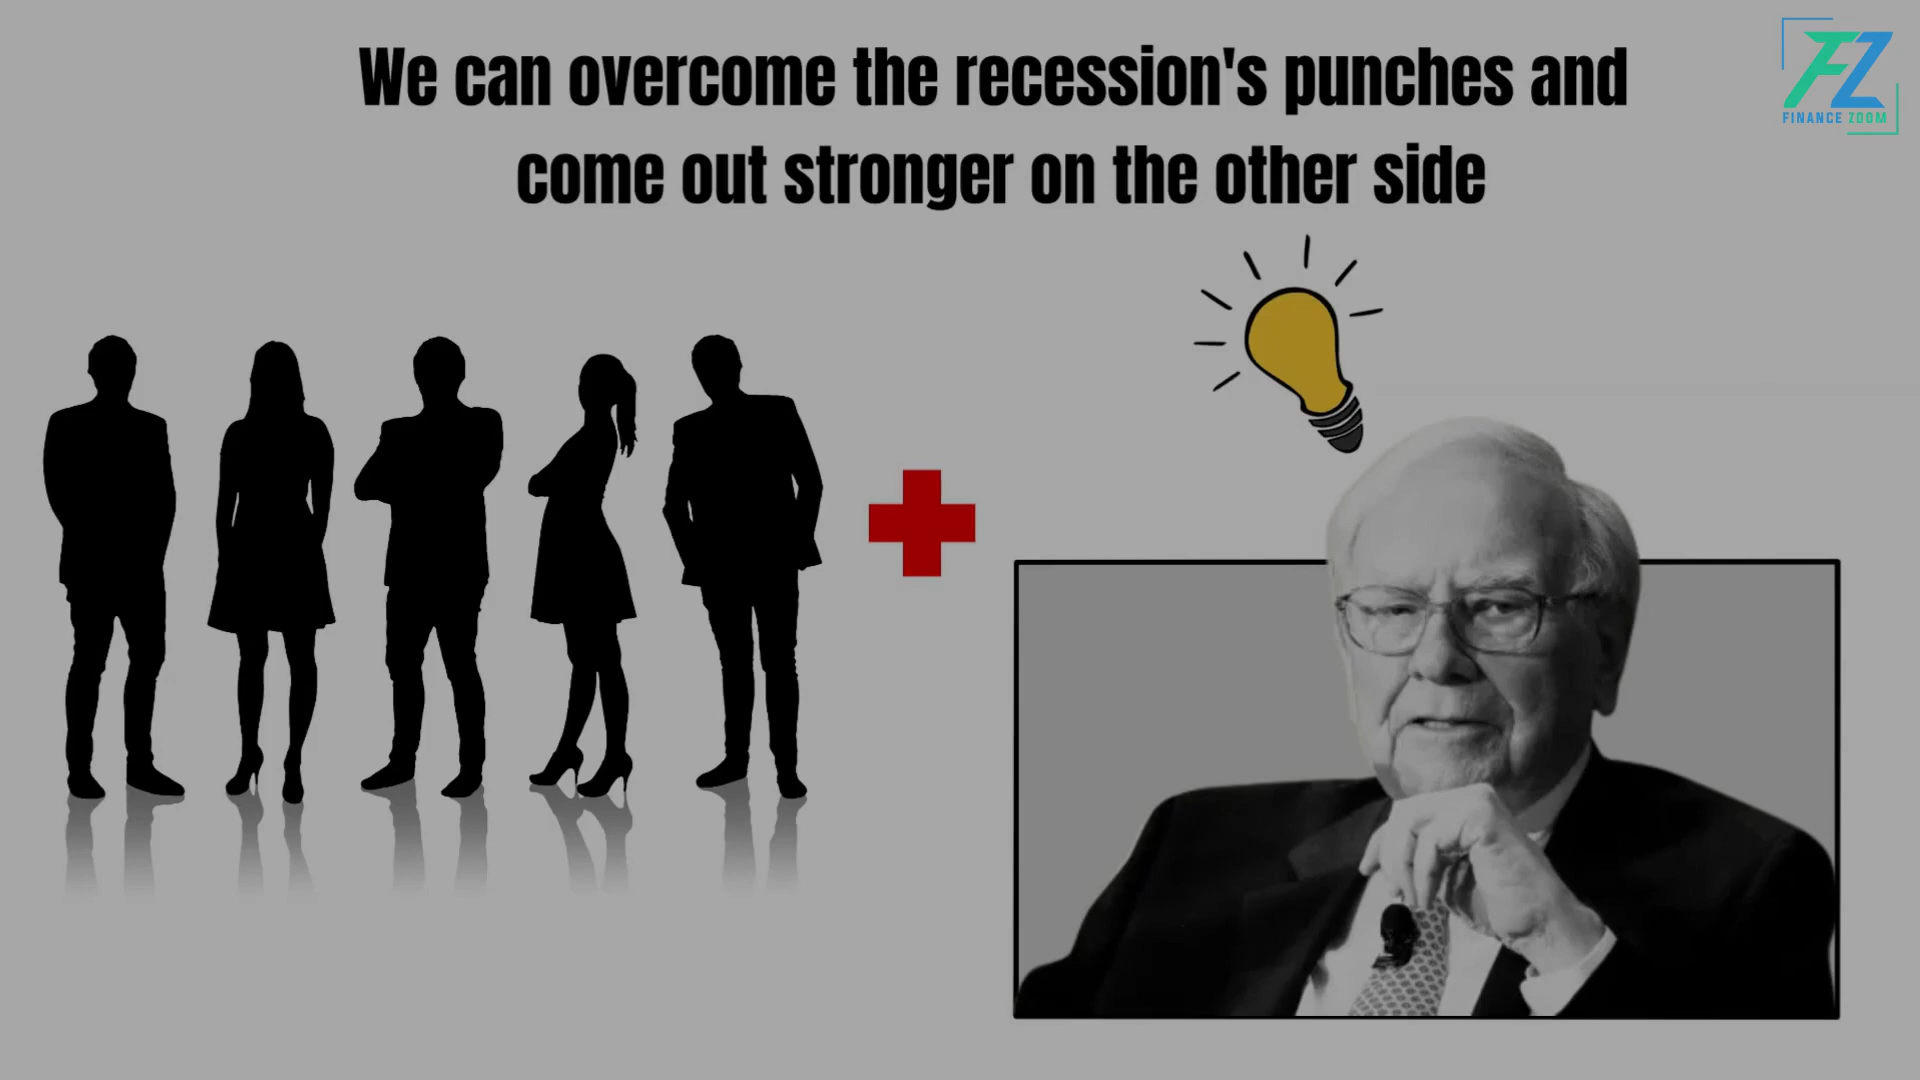 We can overcome the recession's punches and
come out stronger on the other side
FZ
FINANCE ZOOM